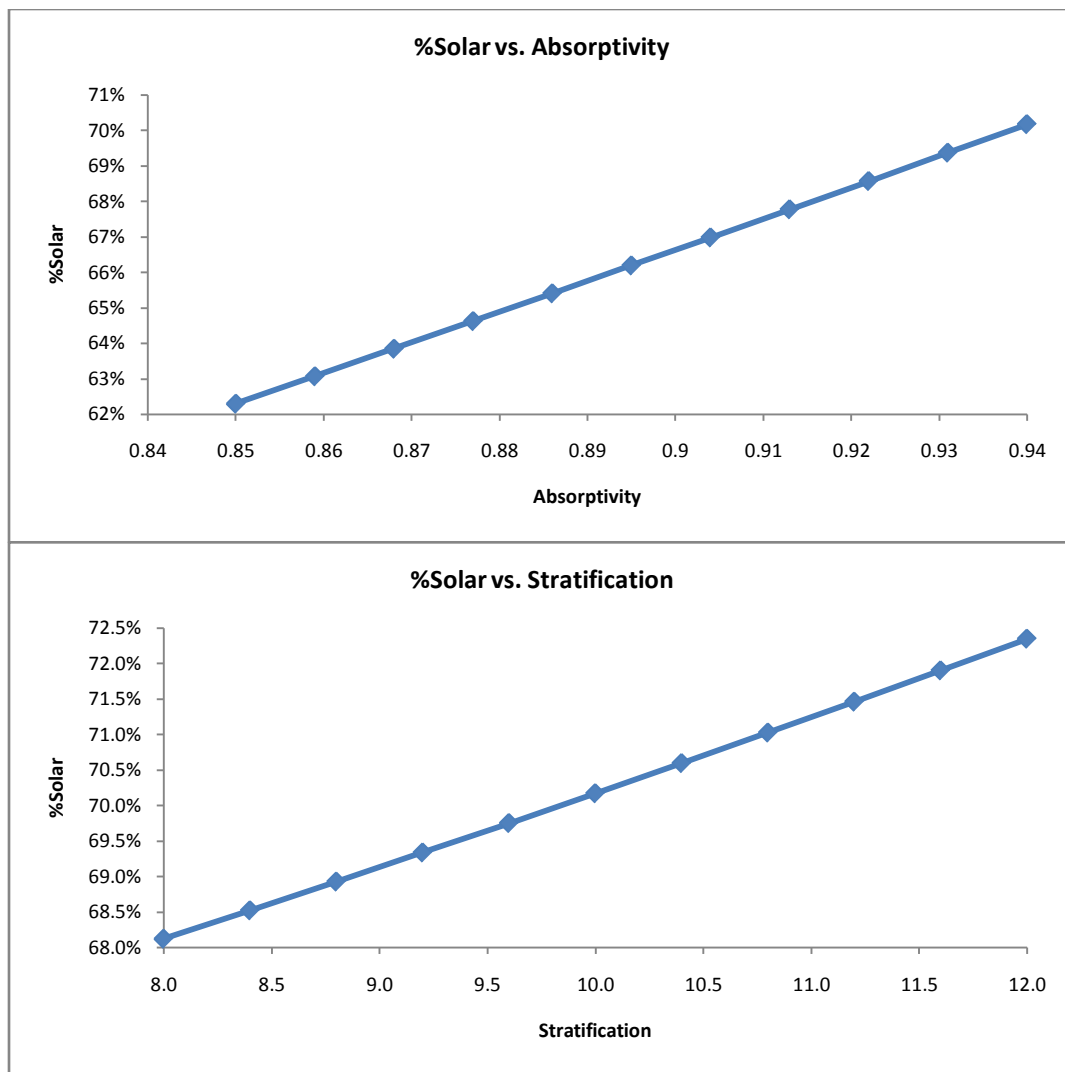 %Solar vs. Absorptivity
71%
70%
69%
68%
67%
66%
65%
64%
63%
62%
%Solar
0.84 0.85 0.86 0.87 0.88 0.89 0.9 0.91 0.92 0.93 0.94
Absorptivity
%Solar vs. Stratification
72.5%
72.0%
71.5%
71.0%
70.5%
70.0%
69.5%
69.0%
68.5%
68.0%
%Solar
8.0 8.5 9.0 9.5 10.0 10.5 11.0 11.5 12.0
Stratification